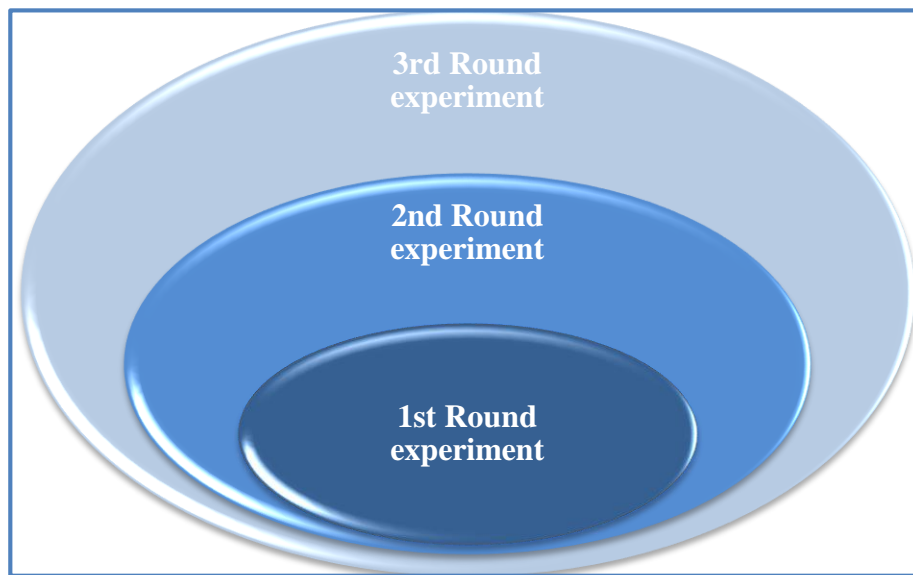 3rd Round
experiment
2nd Round
experiment
1st Round
experiment